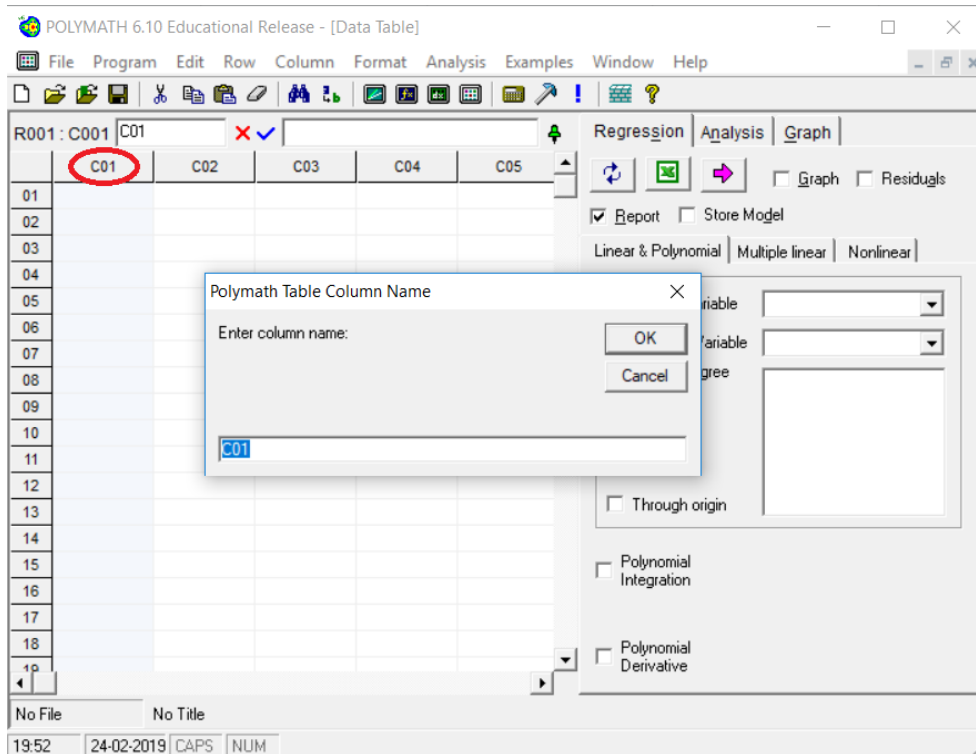 POLYMATH 6.10 Educational Release - [Data Table]
File Program Edit Row Column Format Analysis Examples Window Help
R001 : C001 C01
Regression Analysis Graph
C01 C02 C03 C04 C05
Graph Residuals
01
02
Report Store Model
03
Linear & Polynomial Multiple linear Nonlinear
04
Polymath Table Column Name
05
riable
06
Enter column name:
OK
07
Variable
08
Cancel
gree
09
10
11
C01
12
13
Through origin
14
15
Polynomial
Integration
16
17
18
Polynomial
Derivative
19
No File No Title
19:52 24-02-2019 CAPS NUM